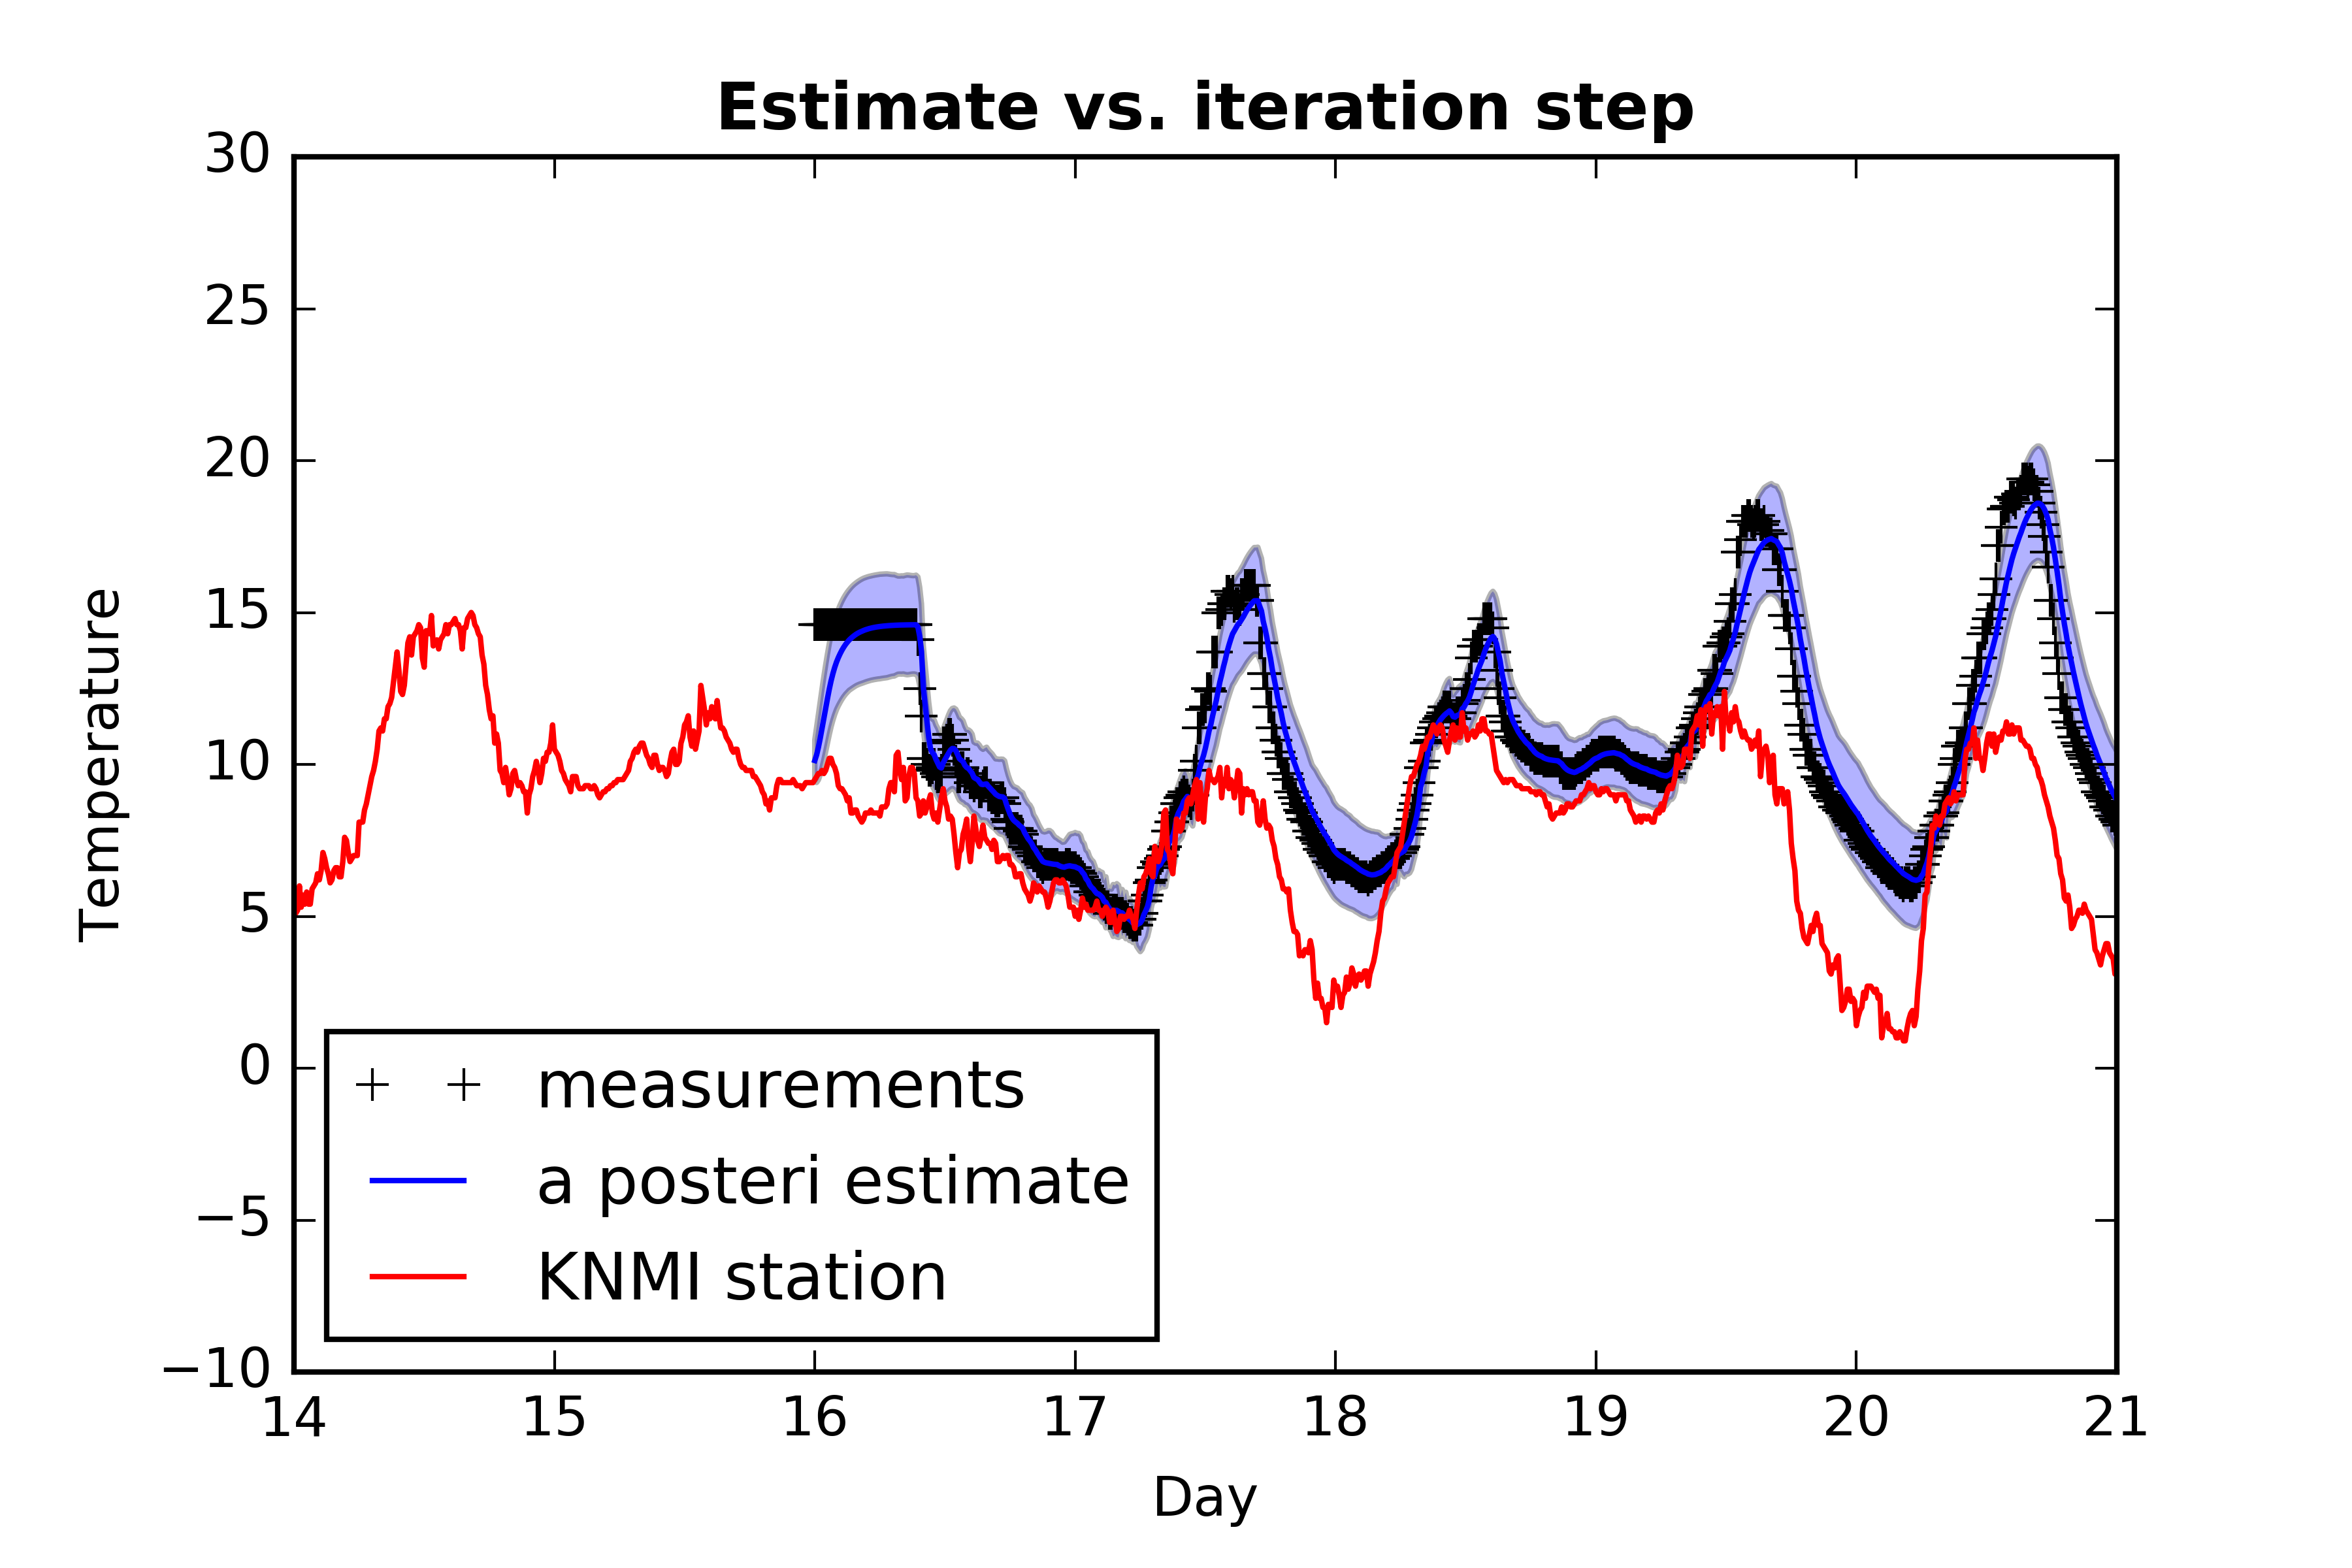 Estimate vs. iteration step
30
25
20
15
10
5
0
−5
−10
Temperature
measurements
a posteri estimate
KNMI station
14 15 16 17 18 19 20 21
Day